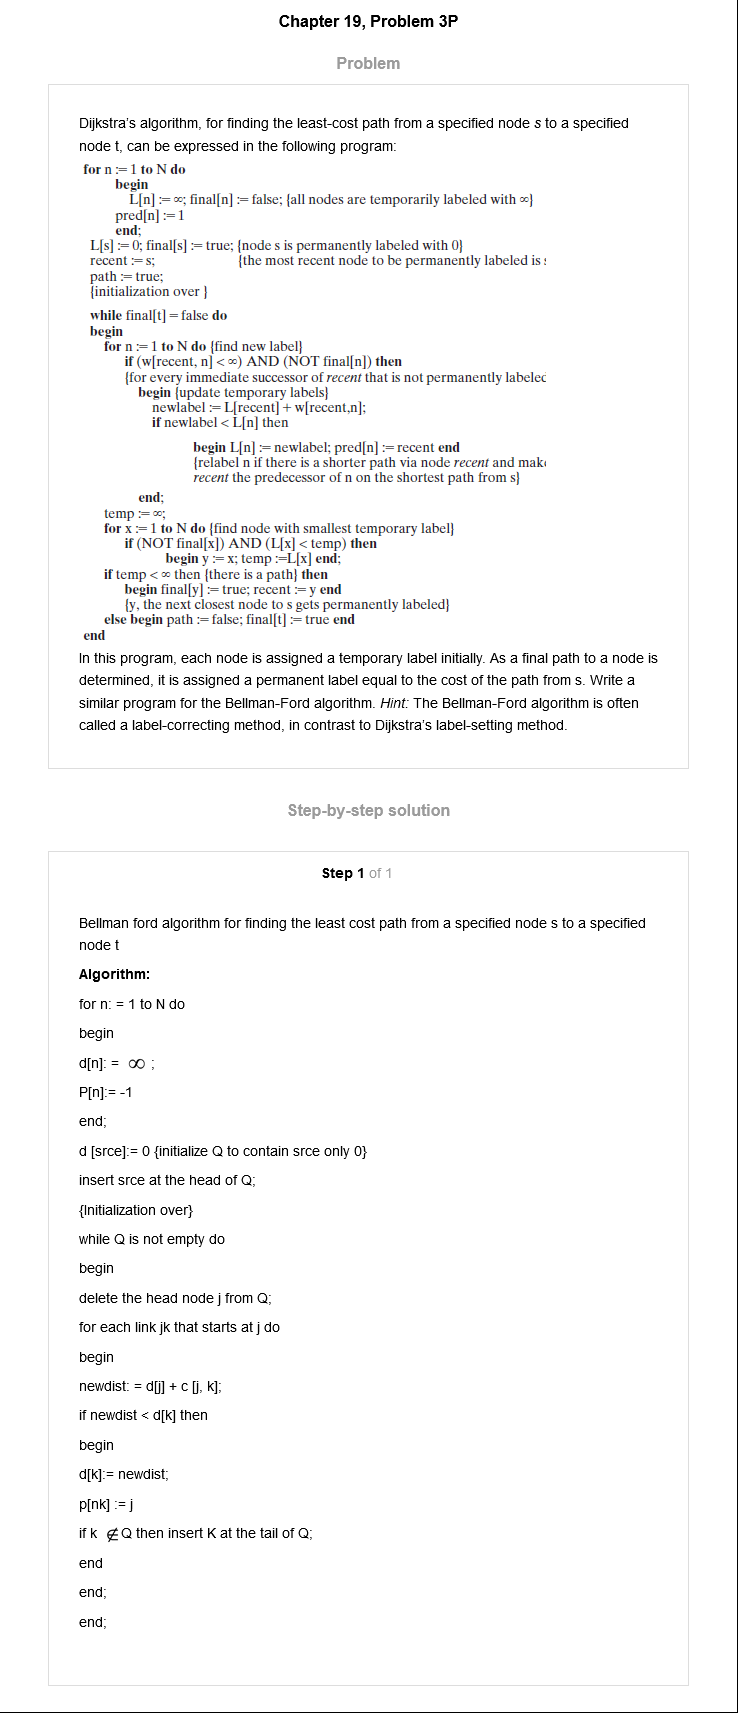 Chapter 19, Problem 3P
Problem
Dijkstra's algorithm, for finding the least-cost path from a specified node s to a specified
node t, can be expressed in the following program:
for n := 1 to N do
begin
L[n] := ∞; final[n] := false; {all nodes are temporarily labeled with ∞}
pred[n] := 1
end;
L[s] := 0; final[s] := true; {node s is permanently labeled with 0}
recent := s; {the most recent node to be permanently labeled is
path := true;
{initialization over }
while final[t] = false do
begin
for n := 1 to N do {find new label}
if (w[recent, n] < ∞) AND (NOT final[n]) then
{for every immediate successor of recent that is not permanently labeled
begin {update temporary labels}
newlabel := L[recent] + w[recent,n];
if newlabel < L[n] then
begin L[n] := newlabel; pred[n] := recent end
{relabel n if there is a shorter path via node recent and make
recent the predecessor of n on the shortest path from s}
end;
temp := ∞;
for x := 1 to N do {find node with smallest temporary label}
if (NOT final[x]) AND (L[x] < temp) then
begin y := x; temp :=L[x] end;
if temp < ∞ then {there is a path} then
begin final[y] := true; recent := y end
{y, the next closest node to s gets permanently labeled}
else begin path := false; final[t] := true end
end
In this program, each node is assigned a temporary label initially. As a final path to a node is
determined, it is assigned a permanent label equal to the cost of the path from s. Write a
similar program for the Bellman-Ford algorithm. Hint: The Bellman-Ford algorithm is often
called a label-correcting method, in contrast to Dijkstra's label-setting method.
Step-by-step solution
Step 1 of 1
Bellman ford algorithm for finding the least cost path from a specified node s to a specified
node t
Algorithm:
for n: = 1 to N do
begin
d[n]: = ∞ ;
P[n]:= -1
end;
d [srce]:= 0 {initialize Q to contain srce only 0}
insert srce at the head of Q;
{Initialization over}
while Q is not empty do
begin
delete the head node j from Q;
for each link jk that starts at j do
begin
newdist: = d[j] + c [j, k];
if newdist < d[k] then
begin
d[k]:= newdist;
p[nk] := j
if k ∉ Q then insert K at the tail of Q;
end
end;
end;